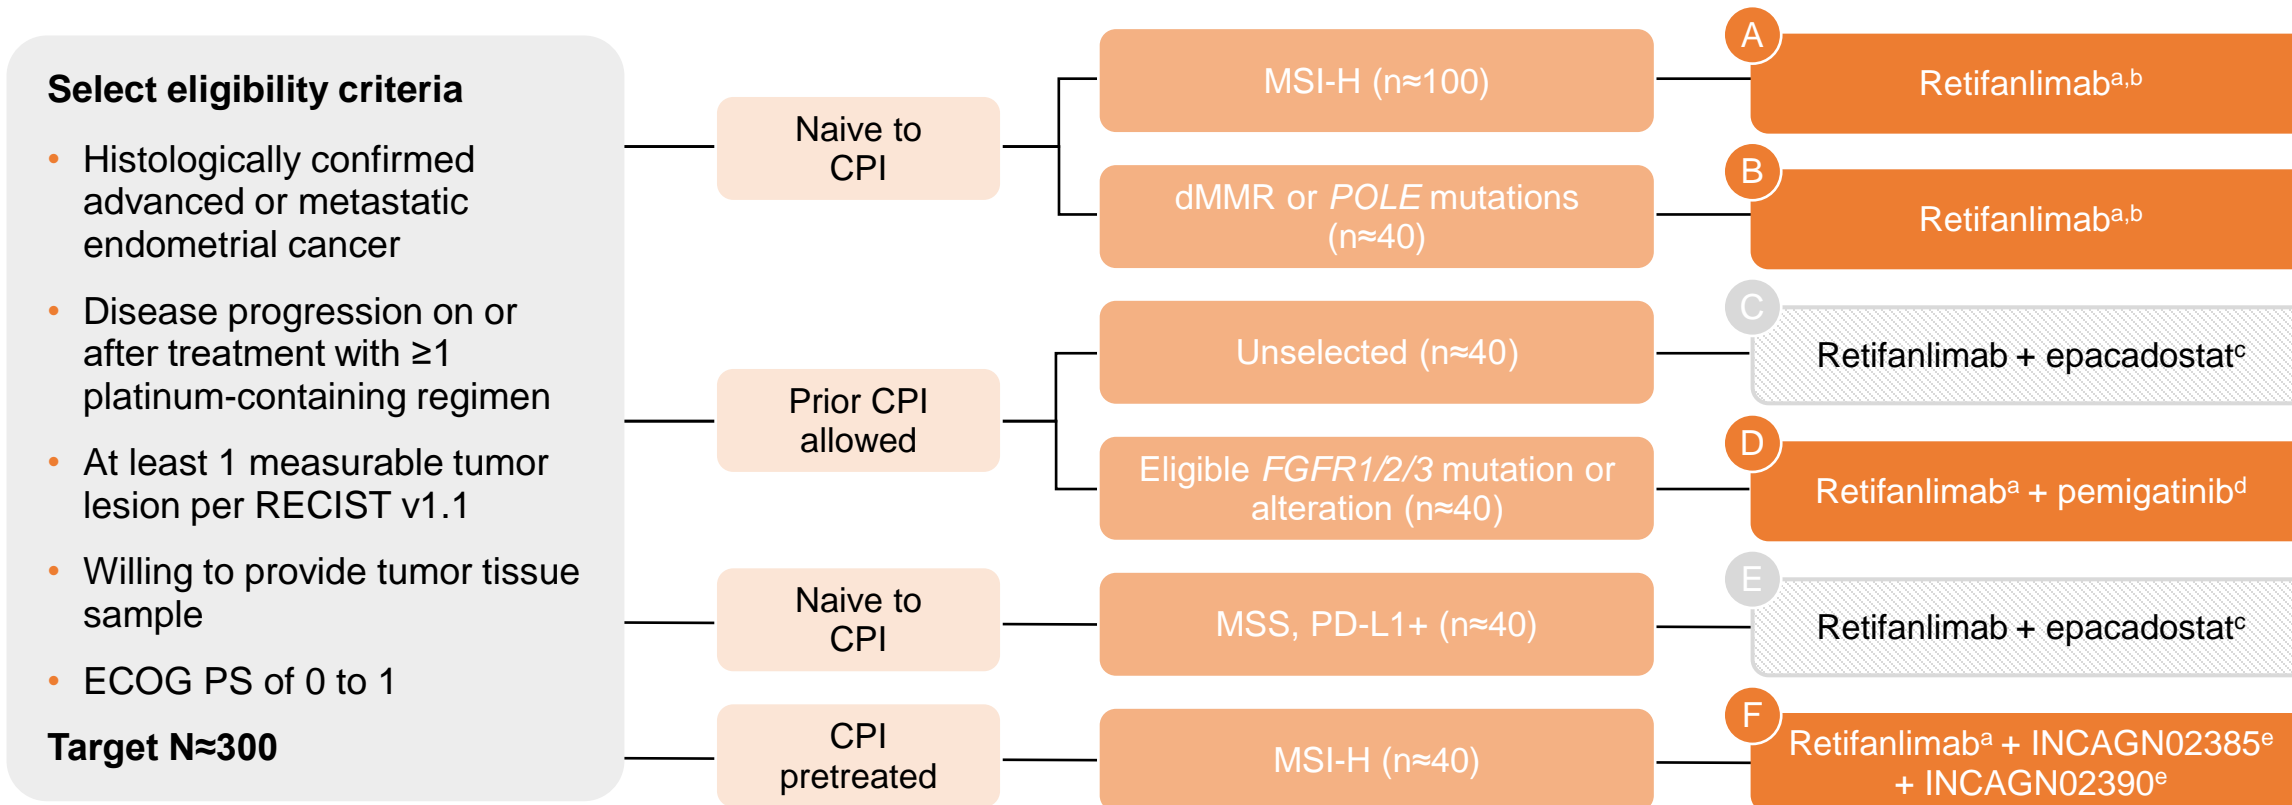 Select eligibility criteria
• Histologically confirmed
advanced or metastatic
endometrial cancer
• Disease progression on or
after treatment with ≥1
platinum-containing regimen
• At least 1 measurable tumor
lesion per RECIST v1.1
• Willing to provide tumor tissue
sample
• ECOG PS of 0 to 1
Target N≈300
Naive to
CPI
MSI-H (n≈100)
A
Retifanlimabᵃ,ᵇ
dMMR or POLE mutations
(n≈40)
B
Retifanlimabᵃ,ᵇ
Prior CPI
allowed
Unselected (n≈40)
C
Retifanlimab + epacadostatᶜ
Eligible FGFR1/2/3 mutation or
alteration (n≈40)
D
Retifanlimabᵃ + pemigatinibᵈ
Naive to
CPI
MSS, PD-L1+ (n≈40)
E
Retifanlimab + epacadostatᶜ
CPI
pretreated
MSI-H (n≈40)
F
Retifanlimabᵃ + INCAGN02385ᵉ
+ INCAGN02390ᵉ